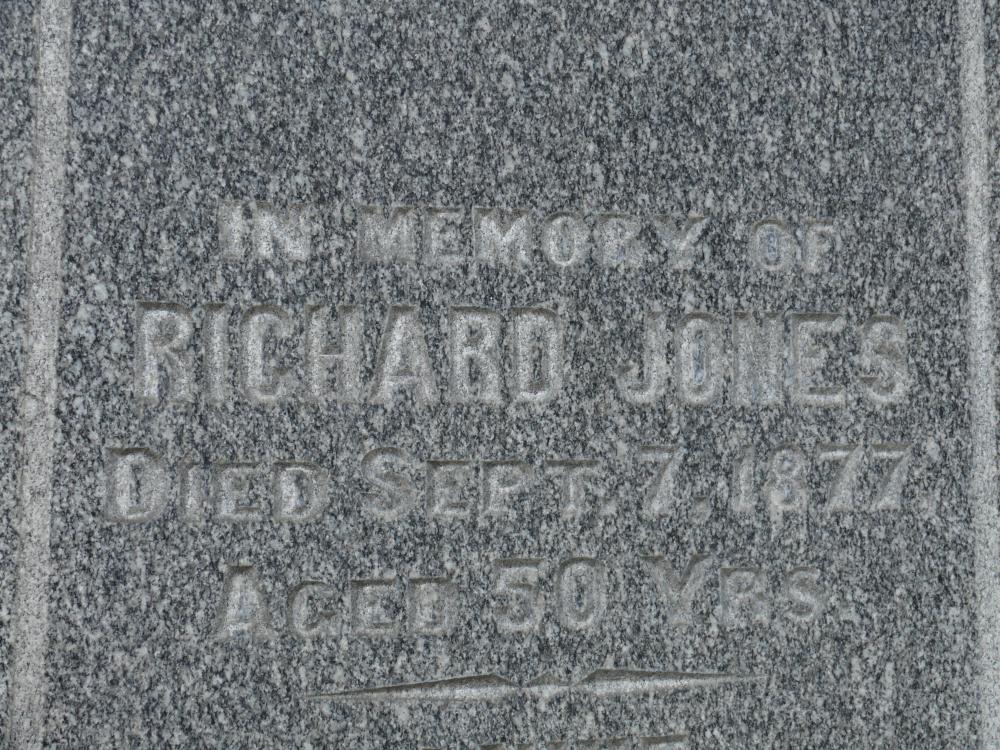 IN MEMORY OF
RICHARD JONES
DIED SEPT. 7, 1877,
AGED 50 YRS.